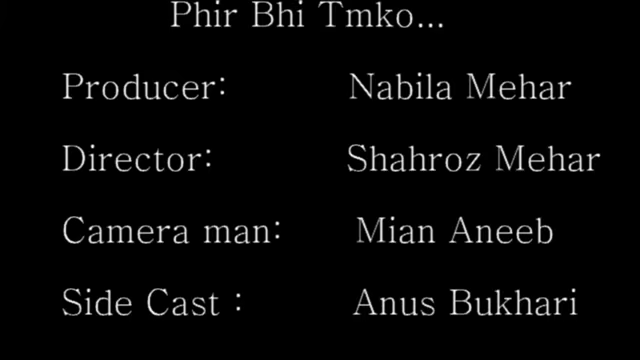 Phir Bhi Tmko...
Producer: Nabila Mehar
Director: Shahroz Mehar
Camera man: Mian Aneeb
Side Cast : Anus Bukhari